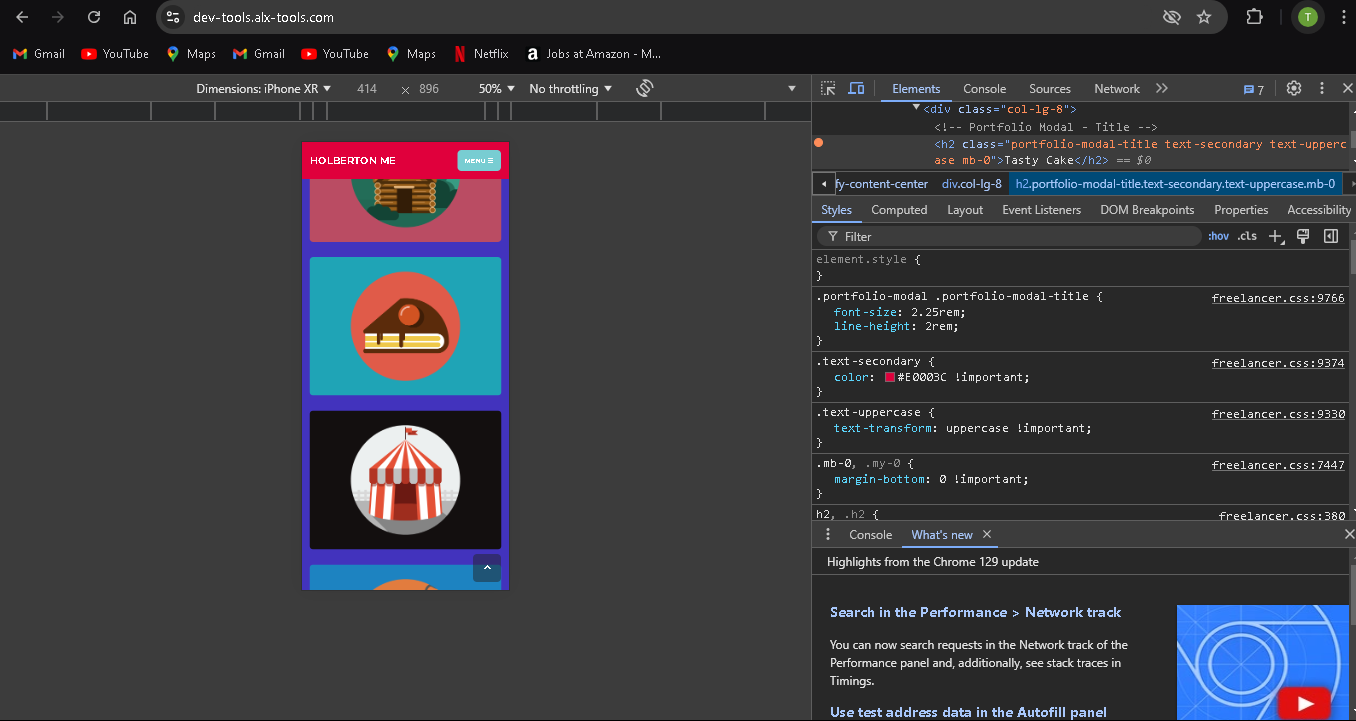 dev-tools.alx-tools.com
T
Gmail YouTube Maps Gmail YouTube Maps Netflix Jobs at Amazon - M...
Dimensions: iPhone XR 414 × 896 50% No throttling
HOLBERTON ME MENU
Elements Console Sources Network 7
<div class="col-lg-8">
<!-- Portfolio Modal - Title -->
<h2 class="portfolio-modal-title text-secondary text-upperc
ase mb-0">Tasty Cake</h2> == $0
fy-content-center div.col-lg-8 h2.portfolio-modal-title.text-secondary.text-uppercase.mb-0
Styles Computed Layout Event Listeners DOM Breakpoints Properties Accessibility
Filter :hov .cls
element.style {
}
.portfolio-modal .portfolio-modal-title { freelancer.css:9766
font-size: 2.25rem;
line-height: 2rem;
}
.text-secondary { freelancer.css:9374
color: #E0003C !important;
}
.text-uppercase { freelancer.css:9330
text-transform: uppercase !important;
}
.mb-0, .my-0 { freelancer.css:7447
margin-bottom: 0 !important;
}
h2, .h2 { freelancer.css:380
Console What's new
Highlights from the Chrome 129 update
Search in the Performance > Network track
You can now search requests in the Network track of the
Performance panel and, additionally, see stack traces in
Timings.
Use test address data in the Autofill panel